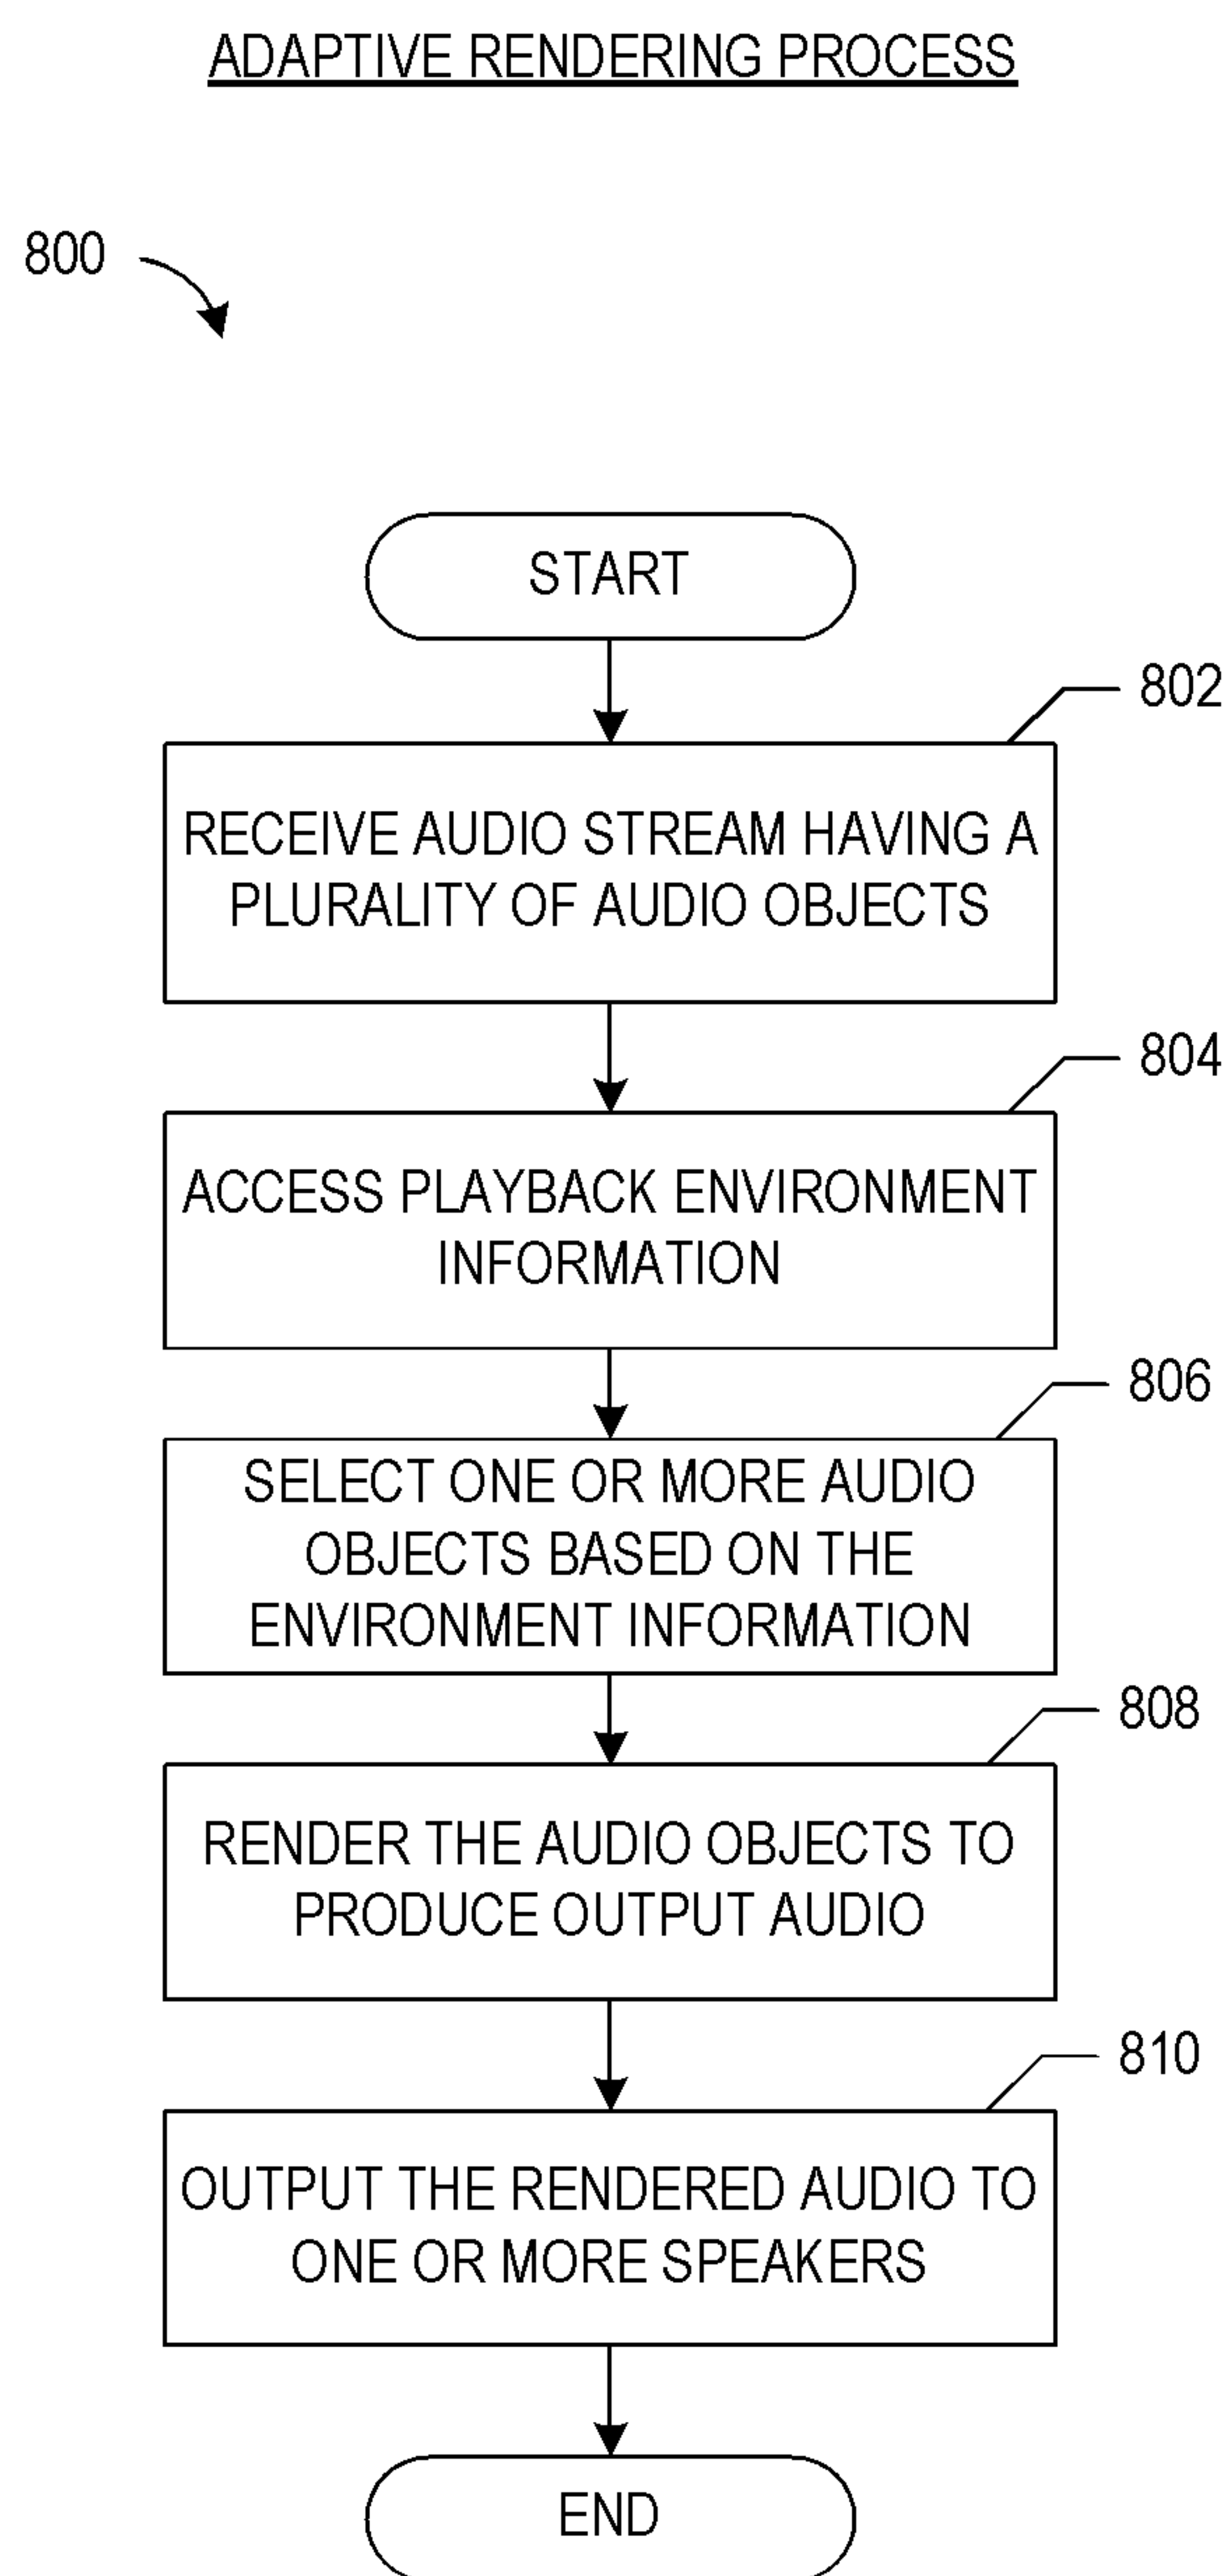 ADAPTIVE RENDERING PROCESS
800
START
802
RECEIVE AUDIO STREAM HAVING A
PLURALITY OF AUDIO OBJECTS
804
ACCESS PLAYBACK ENVIRONMENT
INFORMATION
806
SELECT ONE OR MORE AUDIO
OBJECTS BASED ON THE
ENVIRONMENT INFORMATION
808
RENDER THE AUDIO OBJECTS TO
PRODUCE OUTPUT AUDIO
810
OUTPUT THE RENDERED AUDIO TO
ONE OR MORE SPEAKERS
END